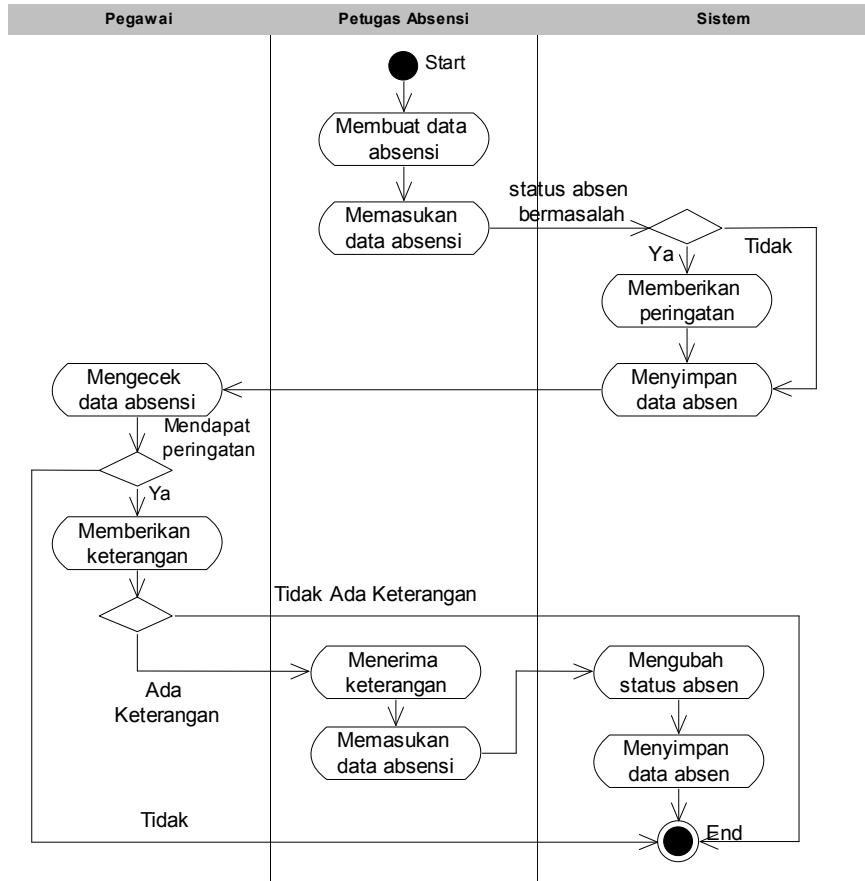 Pegawai
Petugas Absensi
Sistem
Start
Membuat data
absensi
Memasukan
data absensi
status absen
bermasalah
Ya
Tidak
Memberikan
peringatan
Menyimpan
data absen
Mengecek
data absensi
Mendapat
peringatan
Ya
Memberikan
keterangan
Tidak Ada Keterangan
Ada
Keterangan
Menerima
keterangan
Memasukan
data absensi
Mengubah
status absen
Menyimpan
data absen
Tidak
End